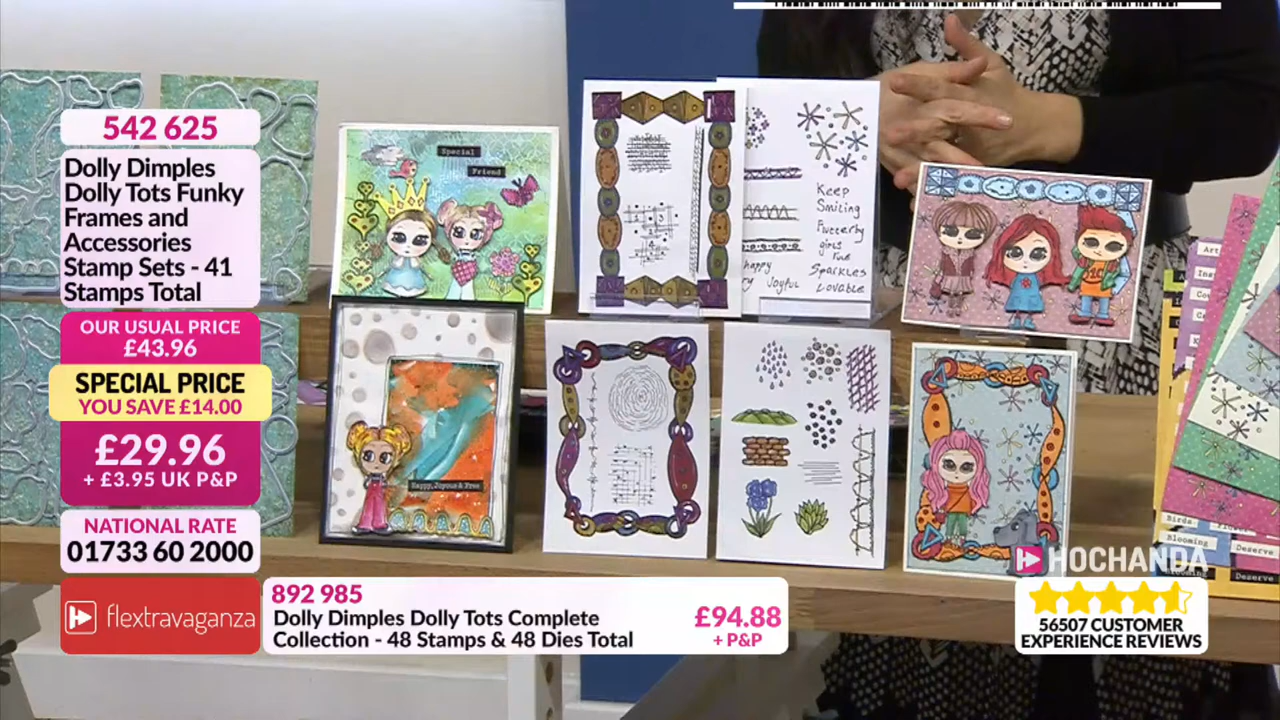 542 625
Dolly Dimples
Dolly Tots Funky
Frames and
Accessories
Stamp Sets - 41
Stamps Total
OUR USUAL PRICE
£43.96
SPECIAL PRICE
YOU SAVE £14.00
£29.96
+ £3.95 UK P&P
NATIONAL RATE
01733 60 2000
flextravaganza
892 985
Dolly Dimples Dolly Tots Complete
Collection - 48 Stamps & 48 Dies Total
£94.88
+ P&P
Special
Friend
Happy, Joyous & Free
Keep
Smiling
Flutterby
girls
Sparkles
Lovable
happy
Joyful
Birds
Blooming
Deserve
Deserve
HOCHANDA
56507 CUSTOMER
EXPERIENCE REVIEWS